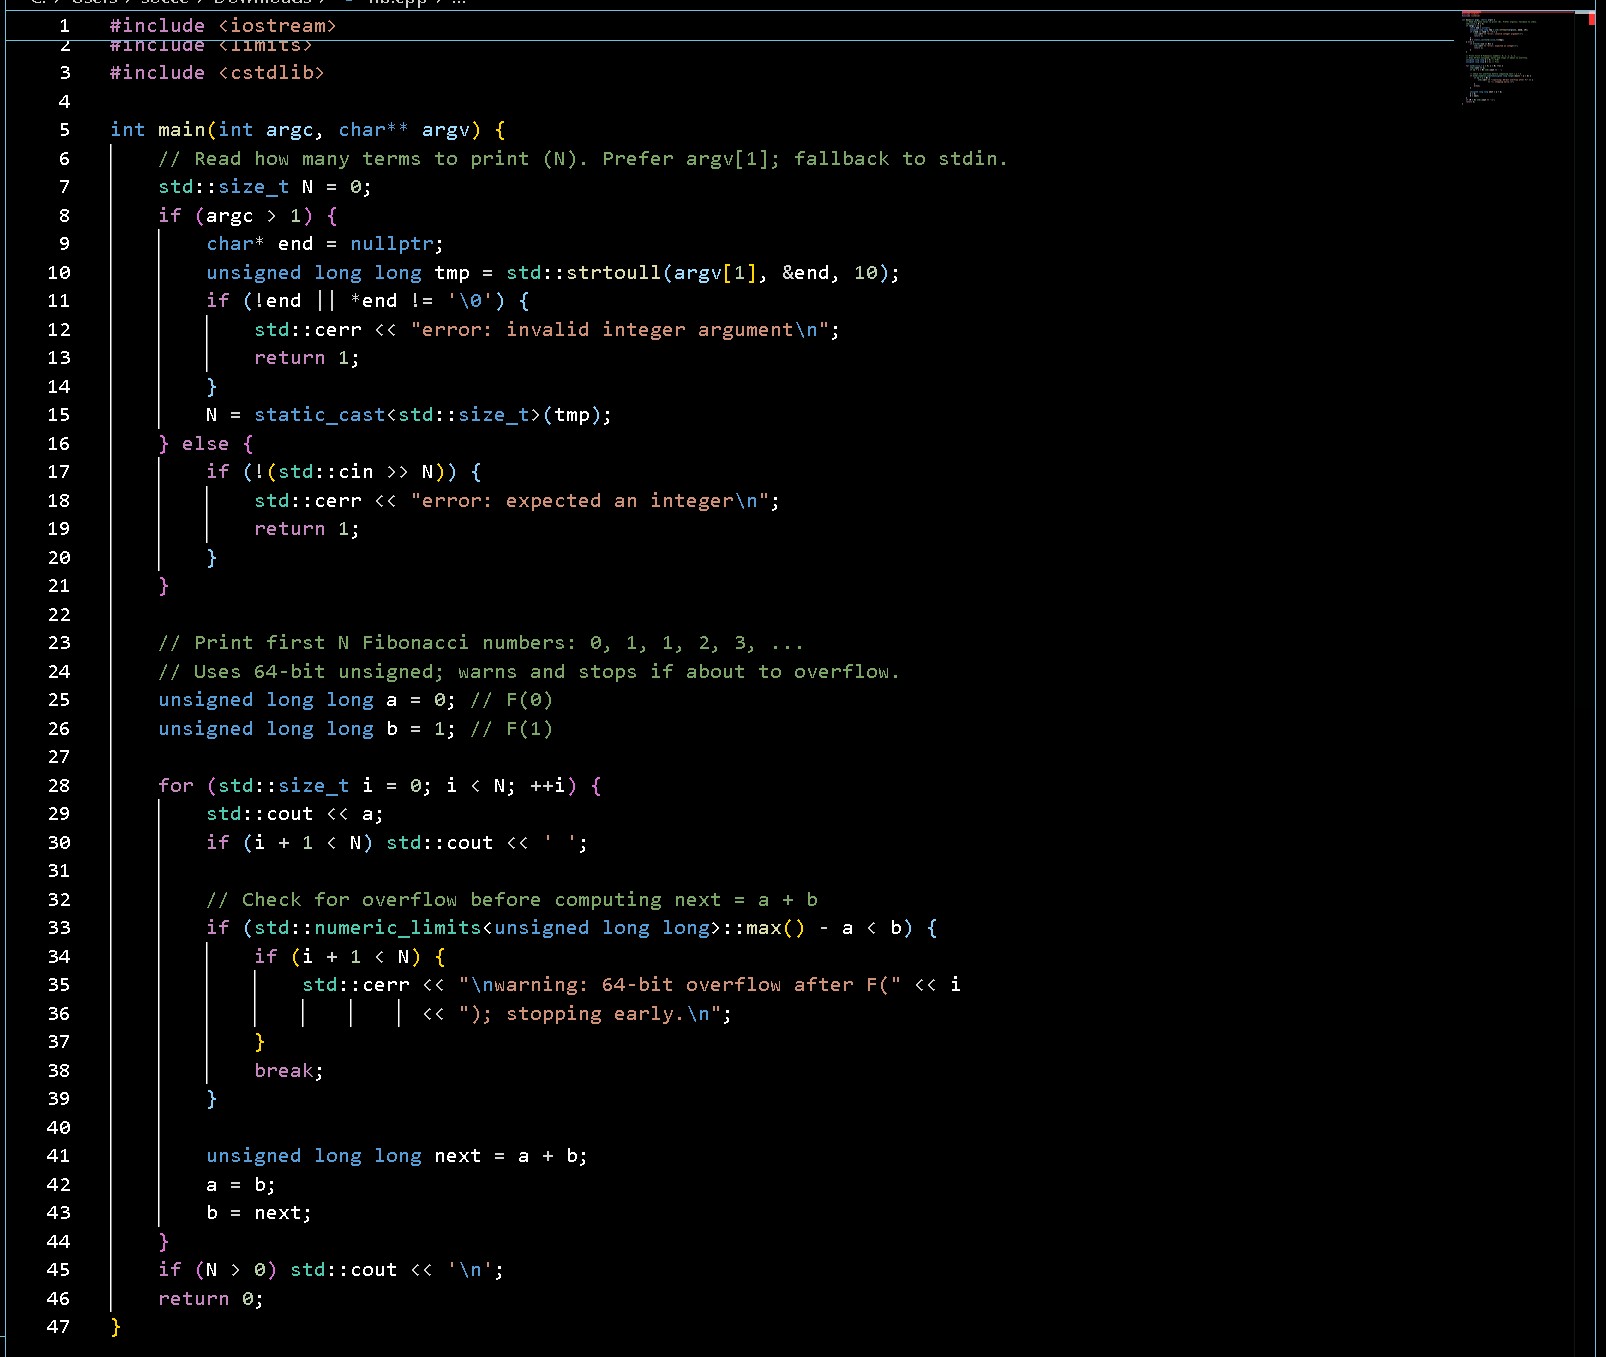 1 #include <iostream>
2 #include <limits>
3 #include <cstdlib>
4
5 int main(int argc, char** argv) {
6     // Read how many terms to print (N). Prefer argv[1]; fallback to stdin.
7     std::size_t N = 0;
8     if (argc > 1) {
9         char* end = nullptr;
10         unsigned long long tmp = std::strtoull(argv[1], &end, 10);
11         if (!end || *end != '\0') {
12             std::cerr << "error: invalid integer argument\n";
13             return 1;
14         }
15         N = static_cast<std::size_t>(tmp);
16     } else {
17         if (!(std::cin >> N)) {
18             std::cerr << "error: expected an integer\n";
19             return 1;
20         }
21     }
22
23     // Print first N Fibonacci numbers: 0, 1, 1, 2, 3, ...
24     // Uses 64-bit unsigned; warns and stops if about to overflow.
25     unsigned long long a = 0; // F(0)
26     unsigned long long b = 1; // F(1)
27
28     for (std::size_t i = 0; i < N; ++i) {
29         std::cout << a;
30         if (i + 1 < N) std::cout << ' ';
31
32         // Check for overflow before computing next = a + b
33         if (std::numeric_limits<unsigned long long>::max() - a < b) {
34             if (i + 1 < N) {
35                 std::cerr << "\nwarning: 64-bit overflow after F(" << i
36                           << "); stopping early.\n";
37             }
38             break;
39         }
40
41         unsigned long long next = a + b;
42         a = b;
43         b = next;
44     }
45     if (N > 0) std::cout << '\n';
46     return 0;
47 }